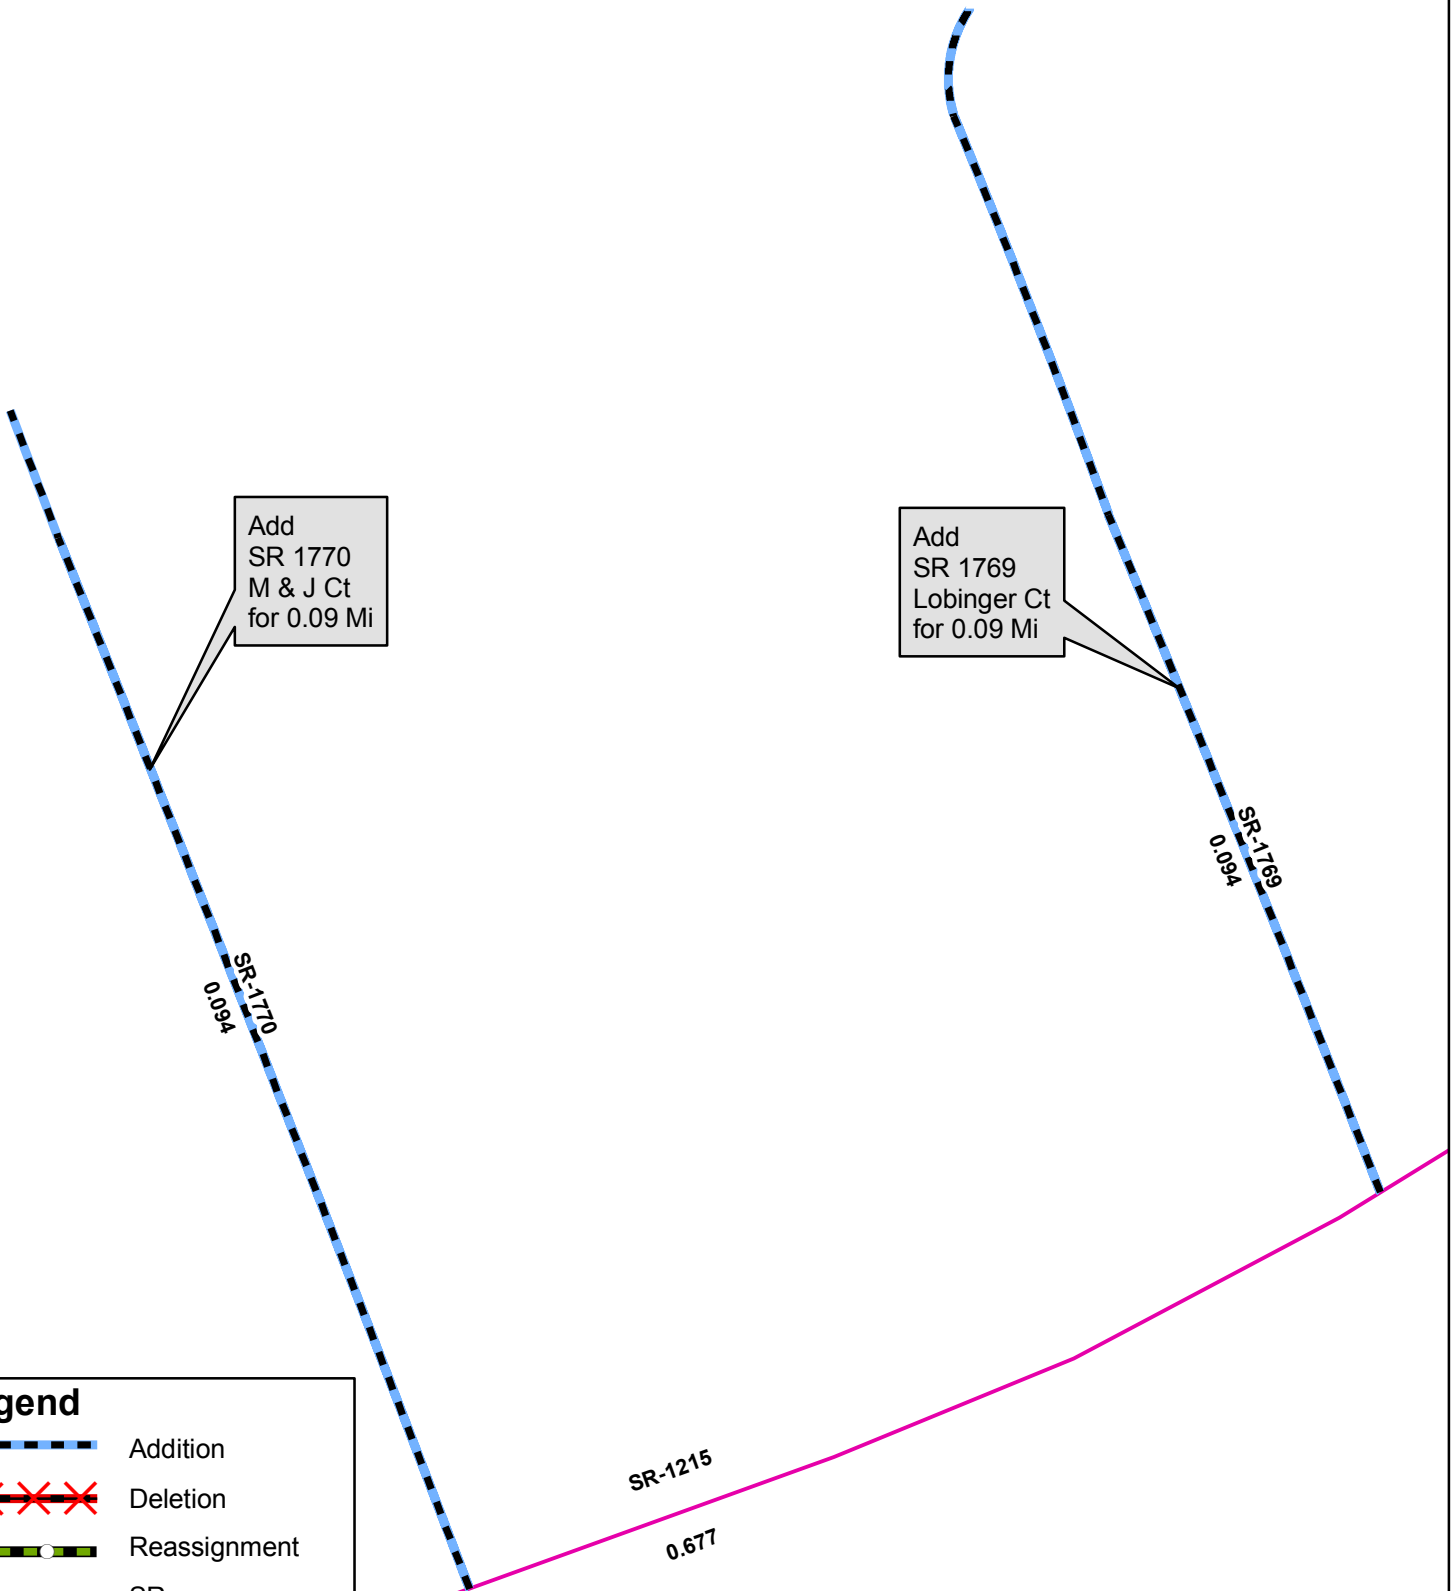 Add
SR 1770
M & J Ct
for 0.09 Mi
Add
SR 1769
Lobinger Ct
for 0.09 Mi
SR-1769
0.094
SR-1770
0.094
SR-1215
0.677
gend
Addition
Deletion
Reassignment
SR